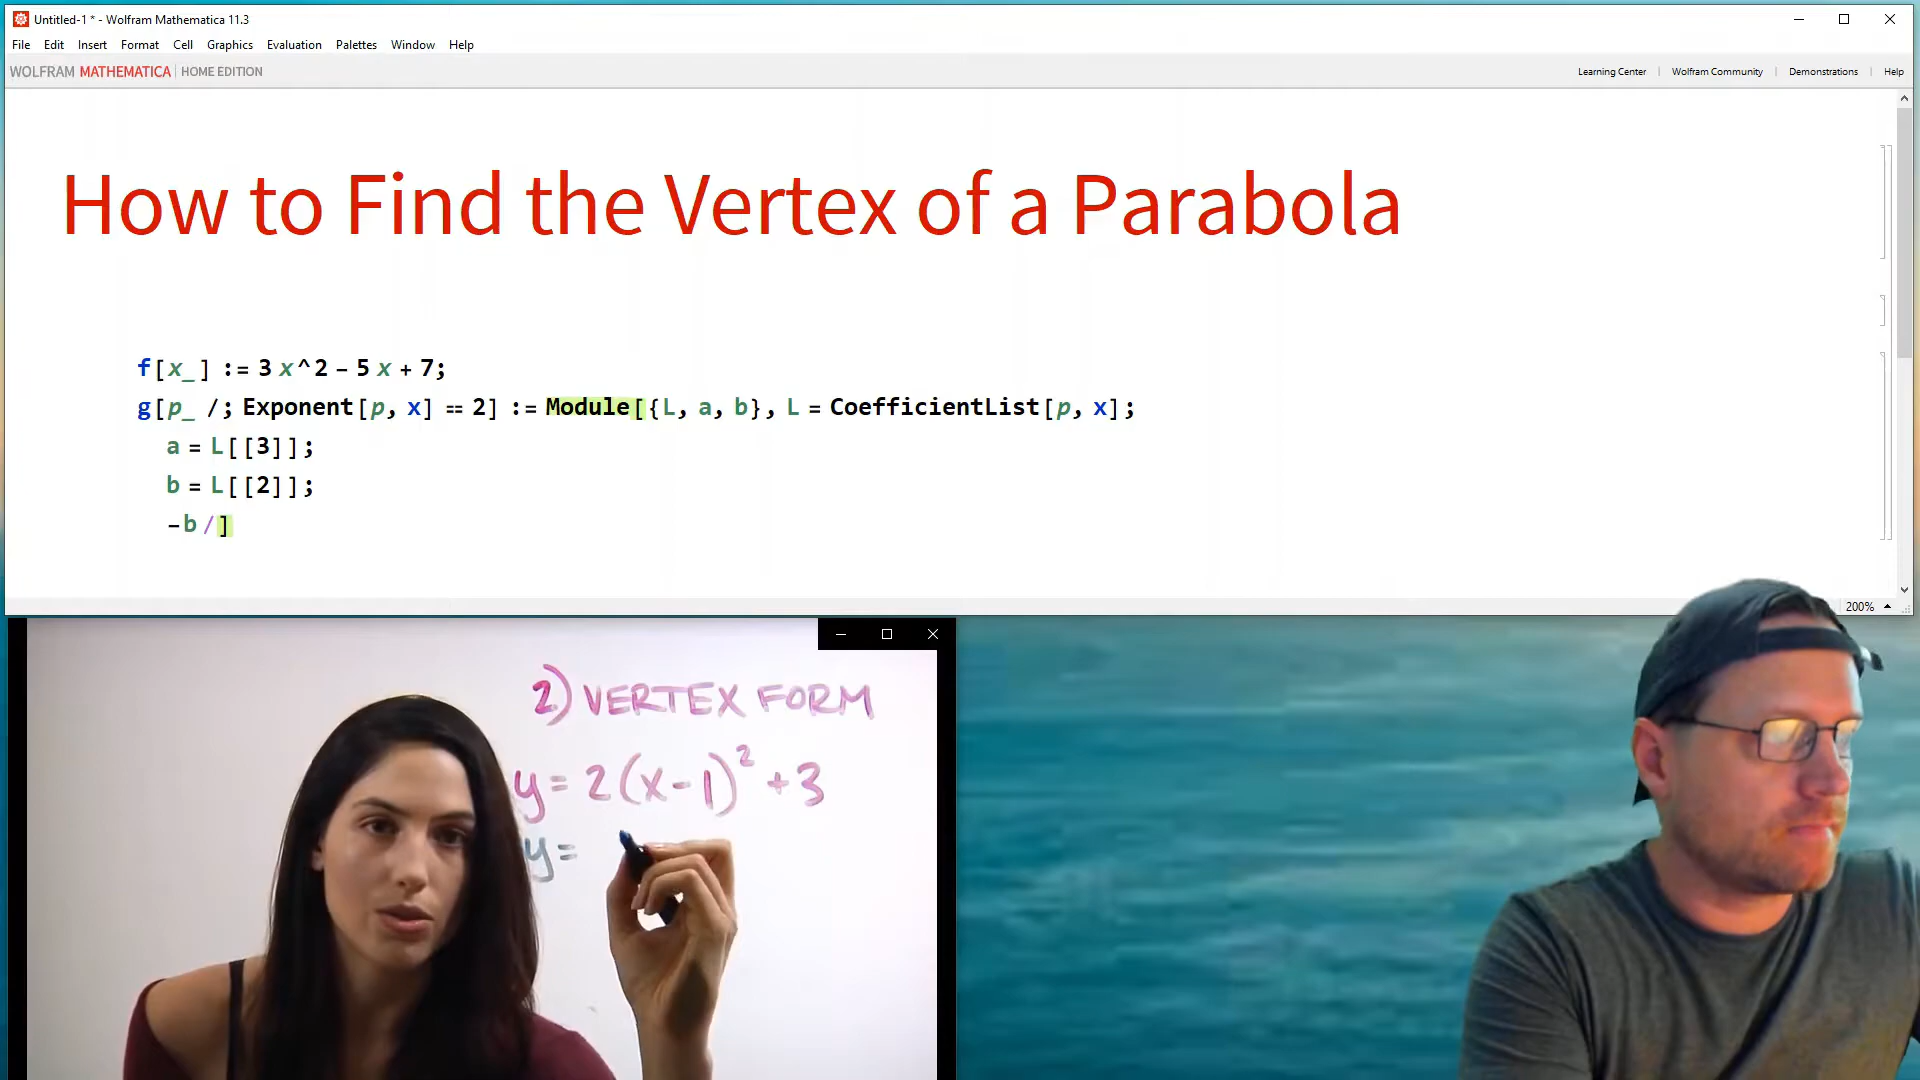 Untitled-1 * - Wolfram Mathematica 11.3
File Edit Insert Format Cell Graphics Evaluation Palettes Window Help
WOLFRAM MATHEMATICA | HOME EDITION
Learning Center | Wolfram Community | Demonstrations | Help
How to Find the Vertex of a Parabola
f[x_] := 3 x^2 - 5 x + 7;
g[p_ /; Exponent[p, x] == 2] := Module[{L, a, b}, L = CoefficientList[p, x];
a = L[[3]];
b = L[[2]];
-b/]
200%
2) VERTEX FORM
y = 2(x-1)² + 3
y =